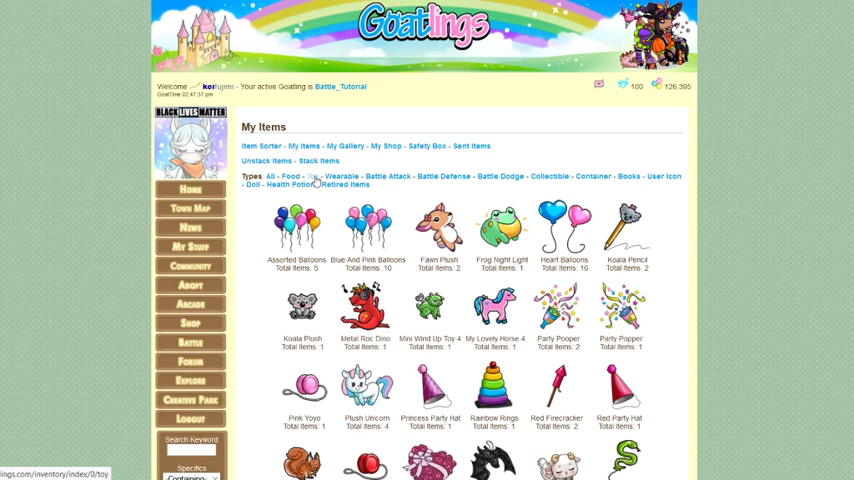 Goatlings
Welcome keifujimi - Your active Goatling is Battle_Tutorial
100
126,395
GoatTime 02:47:37 pm
BLACK LIVES MATTER
My Items
Item Sorter - My Items - My Gallery - My Shop - Safety Box - Sent Items
Unstack Items - Stack Items
Types: All - Food - Toy - Wearable - Battle Attack - Battle Defense - Battle Dodge - Collectible - Container - Books - User Icon
- Doll - Health Potion - Retired Items
HOME
TOWN MAP
NEWS
MY STUFF
COMMUNITY
ADOPT
ARCADE
SHOP
BATTLE
FORUM
EXPLORE
CREATIVE PARK
LOGOUT
Search Keyword
Specifics
-Containing-
Assorted Balloons
Total Items: 5
Blue And Pink Balloons
Total Items: 10
Fawn Plush
Total Items: 2
Frog Night Light
Total Items: 1
Heart Balloons
Total Items: 16
Koala Pencil
Total Items: 2
Koala Plush
Total Items: 1
Metal Roc Dino
Total Items: 1
Mini Wind Up Toy 4
Total Items: 1
My Lovely Horse 4
Total Items: 1
Party Pooper
Total Items: 2
Party Popper
Total Items: 1
Pink Yoyo
Total Items: 1
Plush Unicorn
Total Items: 4
Princess Party Hat
Total Items: 1
Rainbow Rings
Total Items: 1
Red Firecracker
Total Items: 2
Red Party Hat
Total Items: 1
lings.com/inventory/index/0/toy